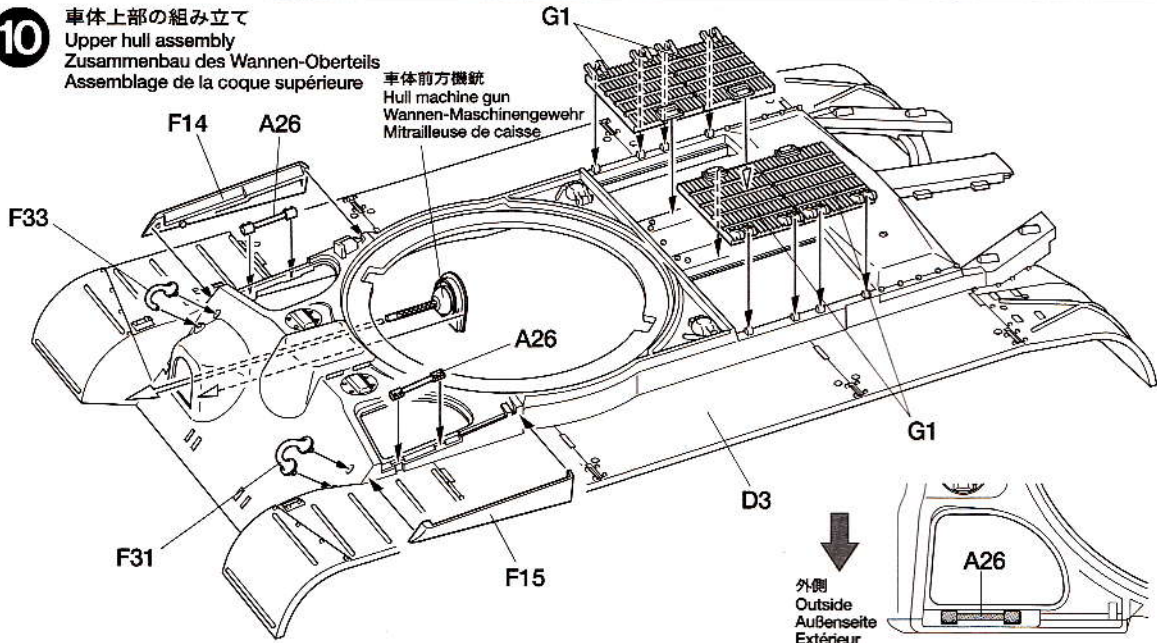 10
車体上部の組み立て
Upper hull assembly
Zusammenbau des Wannen-Oberteils
Assemblage de la coque supérieure
車体前方機銃
Hull machine gun
Wannen-Maschinengewehr
Mitrailleuse de caisse
G1
F14
A26
F33
A26
G1
D3
F31
F15
A26
外側
Outside
Außenseite
Extérieur